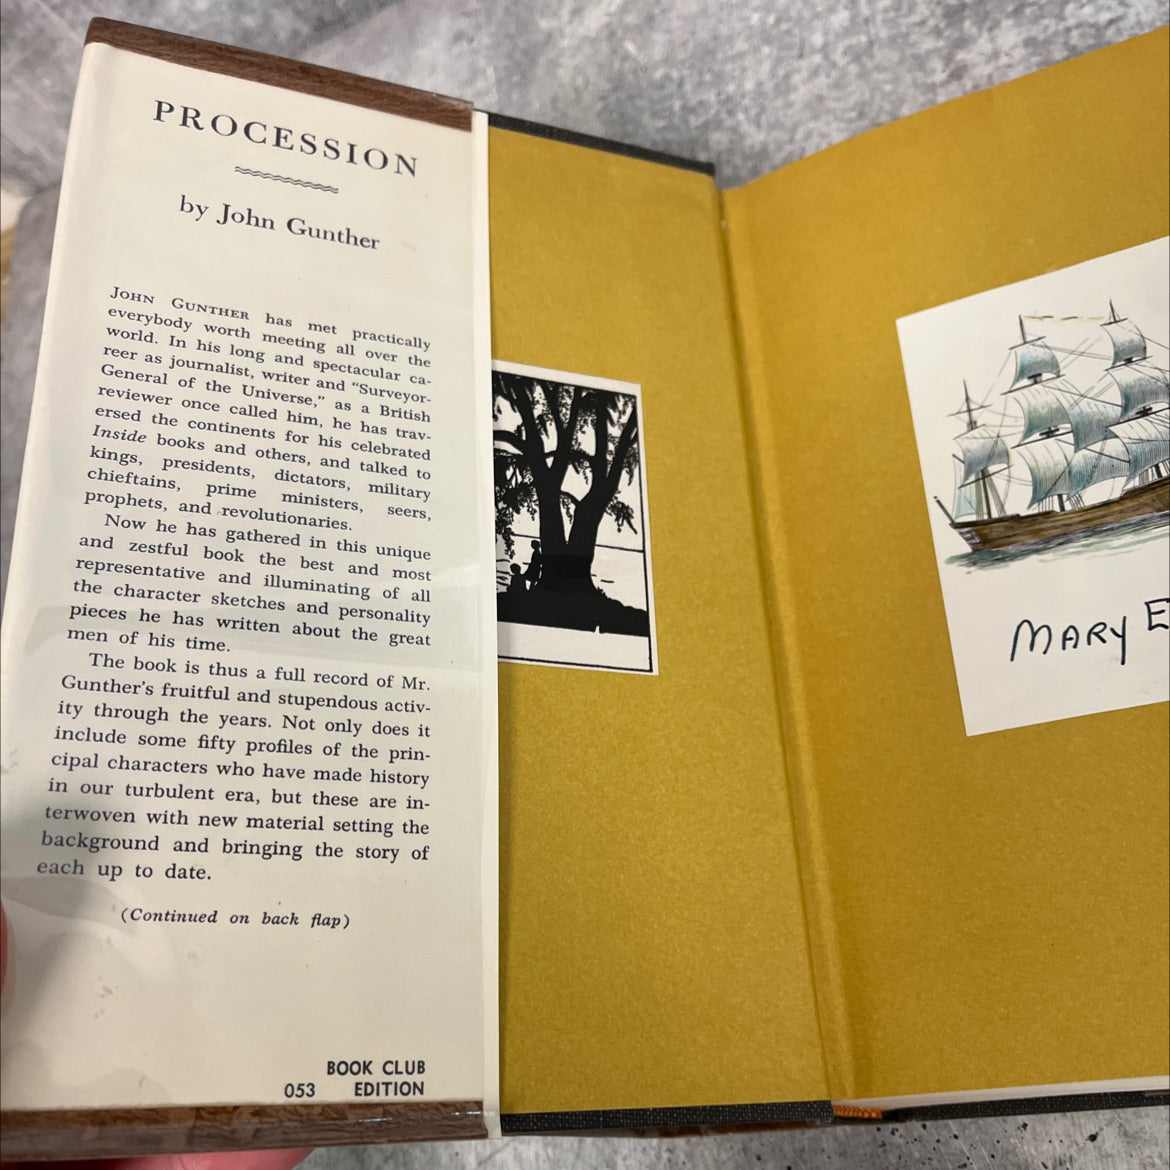 PROCESSION
by John Gunther
JOHN GUNTHER has met practically
everybody worth meeting all over the
world. In his long and spectacular ca-
reer as journalist, writer and “Surveyor-
General of the Universe,” as a British
reviewer once called him, he has trav-
ersed the continents for his celebrated
Inside books and others, and talked to
kings, presidents, dictators, military
chieftains, prime ministers, seers,
prophets, and revolutionaries.
Now he has gathered in this unique
and zestful book the best and most
representative and illuminating of all
the character sketches and personality
pieces he has written about the great
men of his time.
The book is thus a full record of Mr.
Gunther’s fruitful and stupendous activ-
ity through the years. Not only does it
include some fifty profiles of the prin-
cipal characters who have made history
in our turbulent era, but these are in-
terwoven with new material setting the
background and bringing the story of
each up to date.
(Continued on back flap)
BOOK CLUB
053 EDITION
MARY E